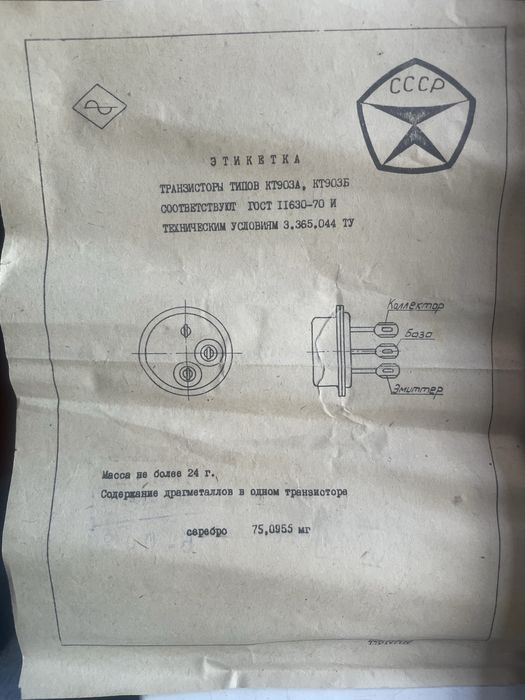 СССР
ЭТИКЕТКА
ТРАНЗИСТОРЫ ТИПОВ КТ903А, КТ903Б
СООТВЕТСТВУЮТ ГОСТ II630-70 И
ТЕХНИЧЕСКИМ УСЛОВИЯМ 3.365.044 ТУ
Коллектор
База
Эмиттер
Масса не более 24 г.
Содержание драгметаллов в одном транзисторе
серебро 75,0955 мг